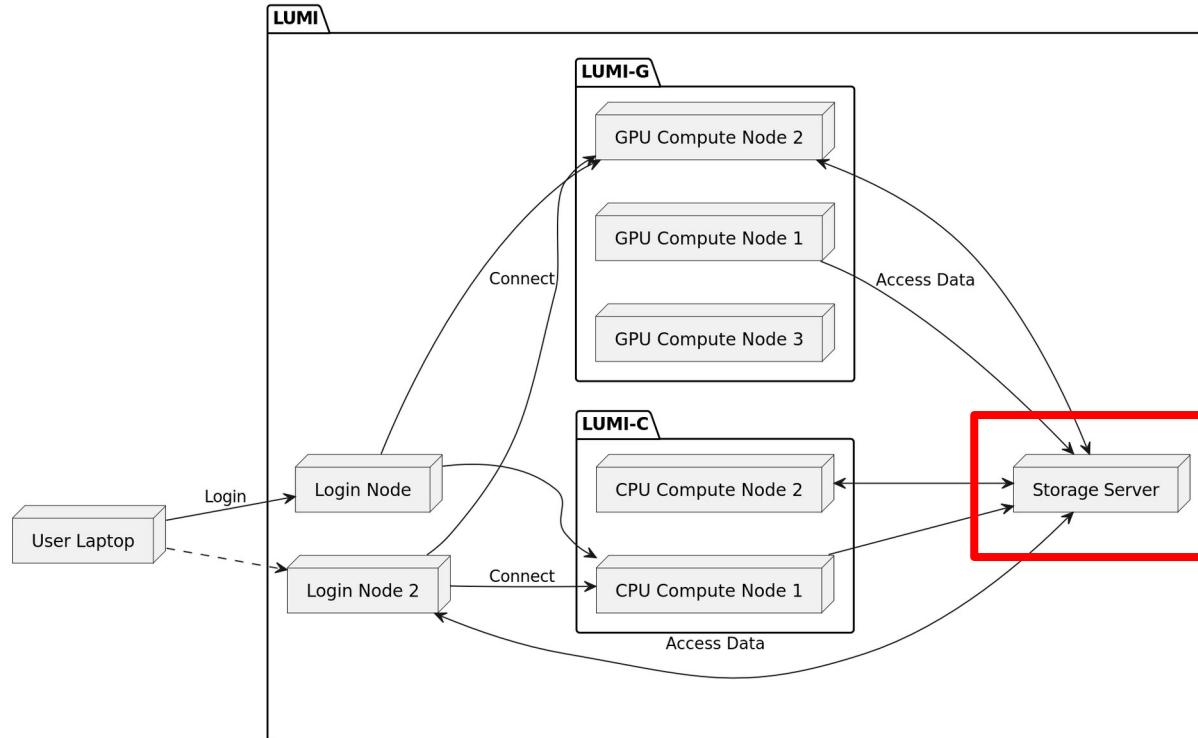 LUMI
LUMI-G
GPU Compute Node 2
GPU Compute Node 1
Connect
Access Data
GPU Compute Node 3
LUMI-C
Login Node
CPU Compute Node 2
Storage Server
Login
User Laptop
Connect
Login Node 2
CPU Compute Node 1
Access Data